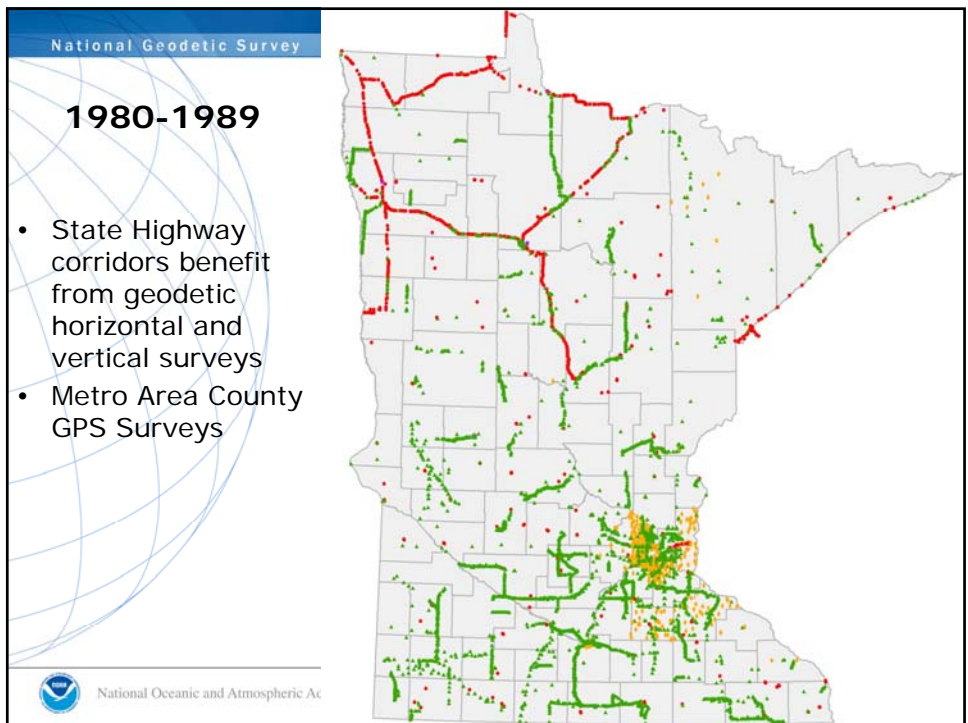 National Geodetic Survey
1980-1989
• State Highway
corridors benefit
from geodetic
horizontal and
vertical surveys
• Metro Area County
GPS Surveys
National Oceanic and Atmospheric Ad